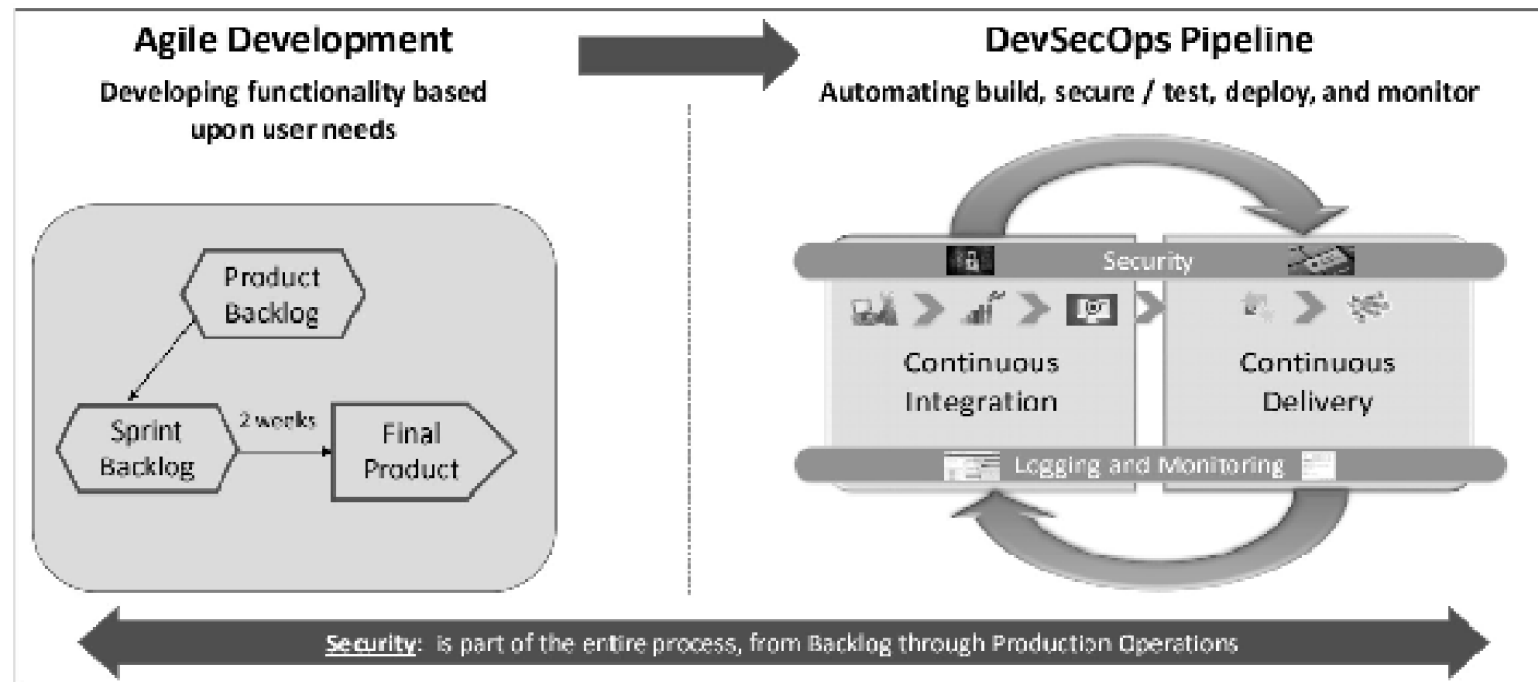 Agile Development
Developing functionality based
upon user needs
Product
Backlog
Sprint
Backlog
2 weeks
Final
Product
DevSecOps Pipeline
Automating build, secure / test, deploy, and monitor
Security
Continuous
Integration
Continuous
Delivery
Logging and Monitoring
Security: is part of the entire process, from Backlog through Production Operations